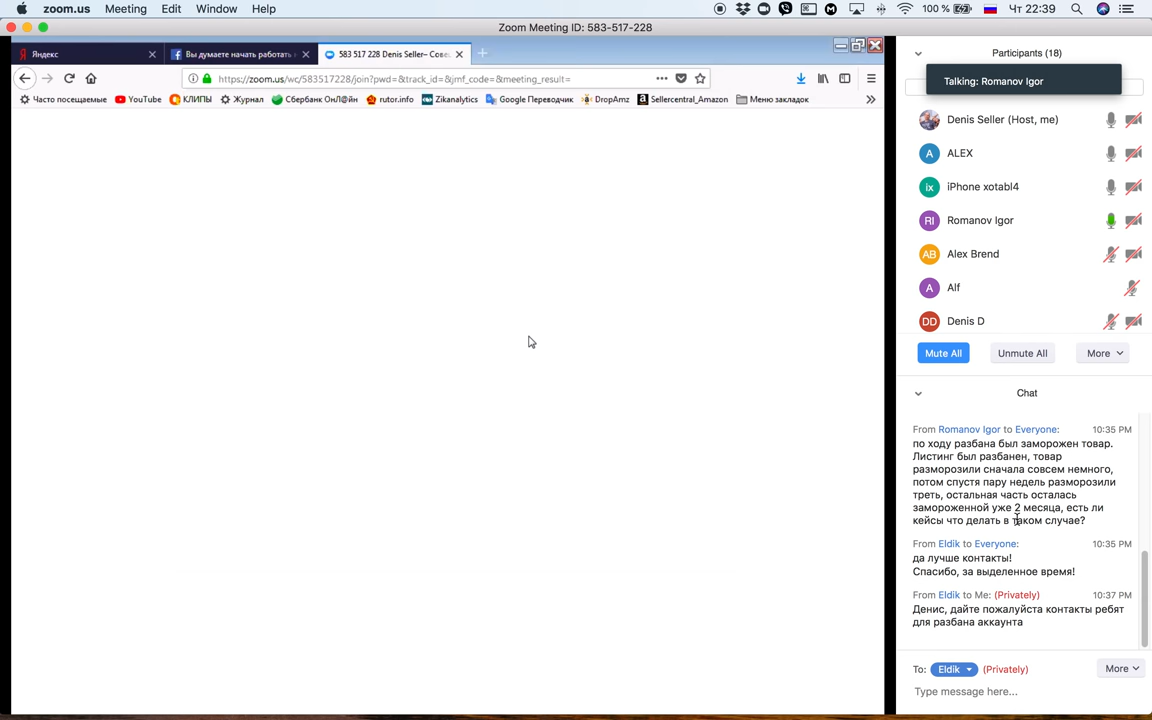 zoom.us Meeting Edit Window Help 100 % Чт 22:39
Zoom Meeting ID: 583-517-228
Яндекс
Вы думаете начать работать
583 517 228 Denis Seller– Сове
https://zoom.us/wc/583517228/join?pwd=&track_id=&jmf_code=&meeting_result=
Часто посещаемые YouTube КЛИПЫ Журнал Сбербанк ОнЛ@йн rutor.info Zikanalytics Google Переводчик DropAmz Sellercentral_Amazon Меню закладок
Participants (18)
Talking: Romanov Igor
Denis Seller (Host, me)
A ALEX
ix iPhone xotabl4
RI Romanov Igor
AB Alex Brend
A Alf
DD Denis D
Mute All Unmute All More
Chat
From Romanov Igor to Everyone: 10:35 PM
по ходу разбана был заморожен товар.
Листинг был разбанен, товар
разморозили сначала совсем немного,
потом спустя пару недель разморозили
треть, остальная часть осталась
замороженной уже 2 месяца, есть ли
кейсы что делать в таком случае?
From Eldik to Everyone: 10:35 PM
да лучше контакты!
Спасибо, за выделенное время!
From Eldik to Me: (Privately) 10:37 PM
Денис, дайте пожалуйста контакты ребят
для разбана аккаунта
To: Eldik (Privately) More
Type message here...